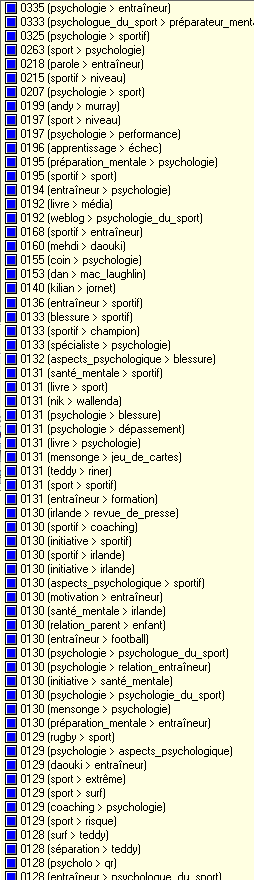 0335 (psychologie > entraîneur)
0333 (psychologue_du_sport > préparateur_ment
0325 (psychologie > sportif)
0263 (sport > psychologie)
0218 (parole > entraîneur)
0215 (sportif > niveau)
0207 (psychologie > sport)
0199 (andy > murray)
0197 (sport > niveau)
0197 (psychologie > performance)
0196 (apprentissage > échec)
0195 (préparation_mentale > psychologie)
0195 (sportif > sport)
0194 (entraîneur > psychologie)
0192 (livre > média)
0192 (weblog > psychologie_du_sport)
0168 (sportif > entraîneur)
0160 (mehdi > daouki)
0155 (coin > psychologie)
0153 (dan > mac_laughlin)
0140 (kilian > jornet)
0136 (entraîneur > sportif)
0133 (blessure > sportif)
0133 (sportif > champion)
0133 (spécialiste > psychologie)
0132 (aspects_psychologique > blessure)
0131 (santé_mentale > sportif)
0131 (livre > sport)
0131 (nik > wallenda)
0131 (psychologie > blessure)
0131 (psychologie > dépassement)
0131 (livre > psychologie)
0131 (mensonge > jeu_de_cartes)
0131 (teddy > riner)
0131 (sport > sportif)
0131 (entraîneur > formation)
0130 (irlande > revue_de_presse)
0130 (sportif > coaching)
0130 (initiative > sportif)
0130 (sportif > irlande)
0130 (initiative > irlande)
0130 (aspects_psychologique > sportif)
0130 (motivation > entraîneur)
0130 (santé_mentale > irlande)
0130 (relation_parent > enfant)
0130 (entraîneur > football)
0130 (psychologie > psychologue_du_sport)
0130 (psychologie > relation_entraîneur)
0130 (initiative > santé_mentale)
0130 (psychologie > psychologie_du_sport)
0130 (mensonge > psychologie)
0130 (préparation_mentale > entraîneur)
0129 (rugby > sport)
0129 (psychologie > aspects_psychologique)
0129 (daouki > entraîneur)
0129 (sport > extrême)
0129 (sport > surf)
0129 (coaching > psychologie)
0129 (sport > risque)
0128 (surf > teddy)
0128 (séparation > teddy)
0128 (psycholo > qr)
0128 (entraîneur > psychologue_du_sport)